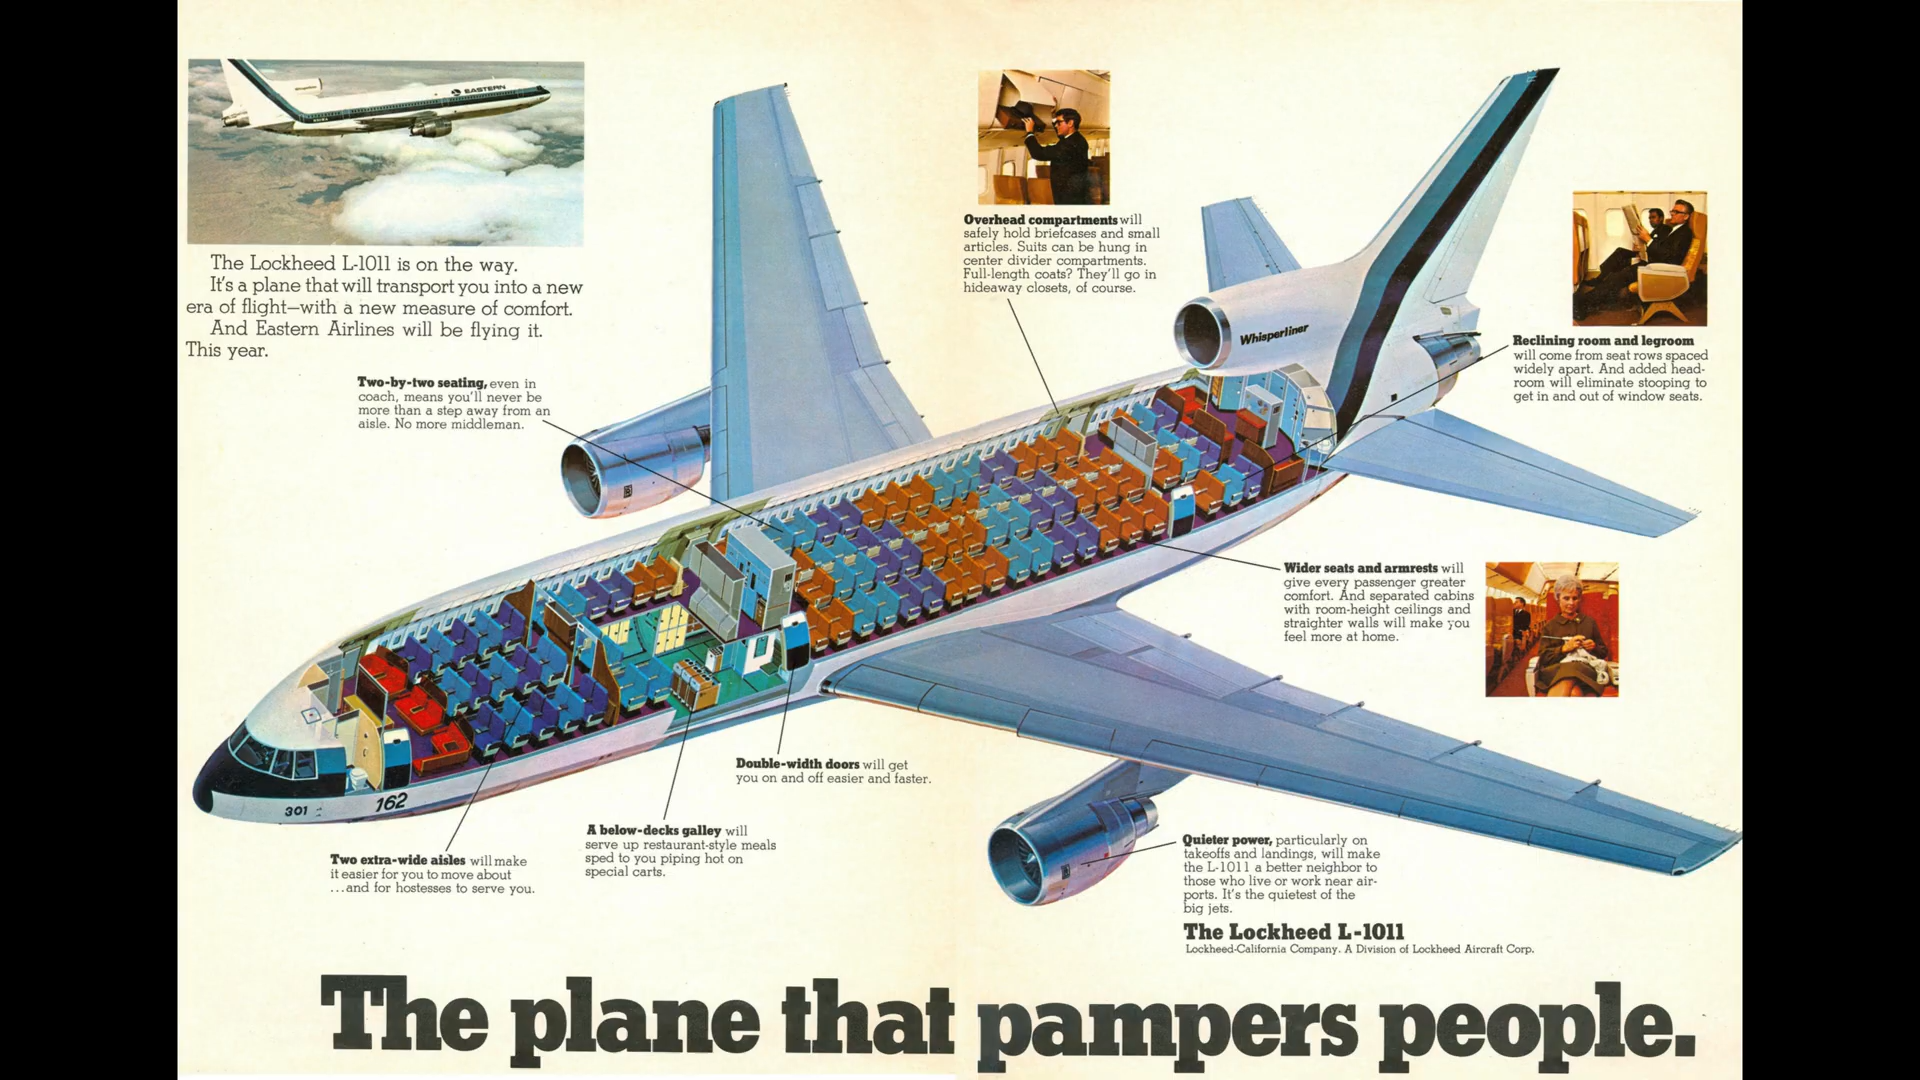 EASTERN
The Lockheed L-1011 is on the way.
It's a plane that will transport you into a new
era of flight—with a new measure of comfort.
And Eastern Airlines will be flying it.
This year.
Two-by-two seating, even in
coach, means you'll never be
more than a step away from an
aisle. No more middleman.
Overhead compartments will
safely hold briefcases and small
articles. Suits can be hung in
center divider compartments.
Full-length coats? They'll go in
hideaway closets, of course.
Whisperliner
Reclining room and legroom
will come from seat rows spaced
widely apart. And added head-
room will eliminate stooping to
get in and out of window seats.
Wider seats and armrests will
give every passenger greater
comfort. And separated cabins
with room-height ceilings and
straighter walls will make you
feel more at home.
Double-width doors will get
you on and off easier and faster.
301
162
A below-decks galley will
serve up restaurant-style meals
sped to you piping hot on
special carts.
Two extra-wide aisles will make
it easier for you to move about
...and for hostesses to serve you.
Quieter power, particularly on
takeoffs and landings, will make
the L-1011 a better neighbor to
those who live or work near air-
ports. It's the quietest of the
big jets.
The Lockheed L-1011
Lockheed-California Company. A Division of Lockheed Aircraft Corp.
The plane that pampers people.